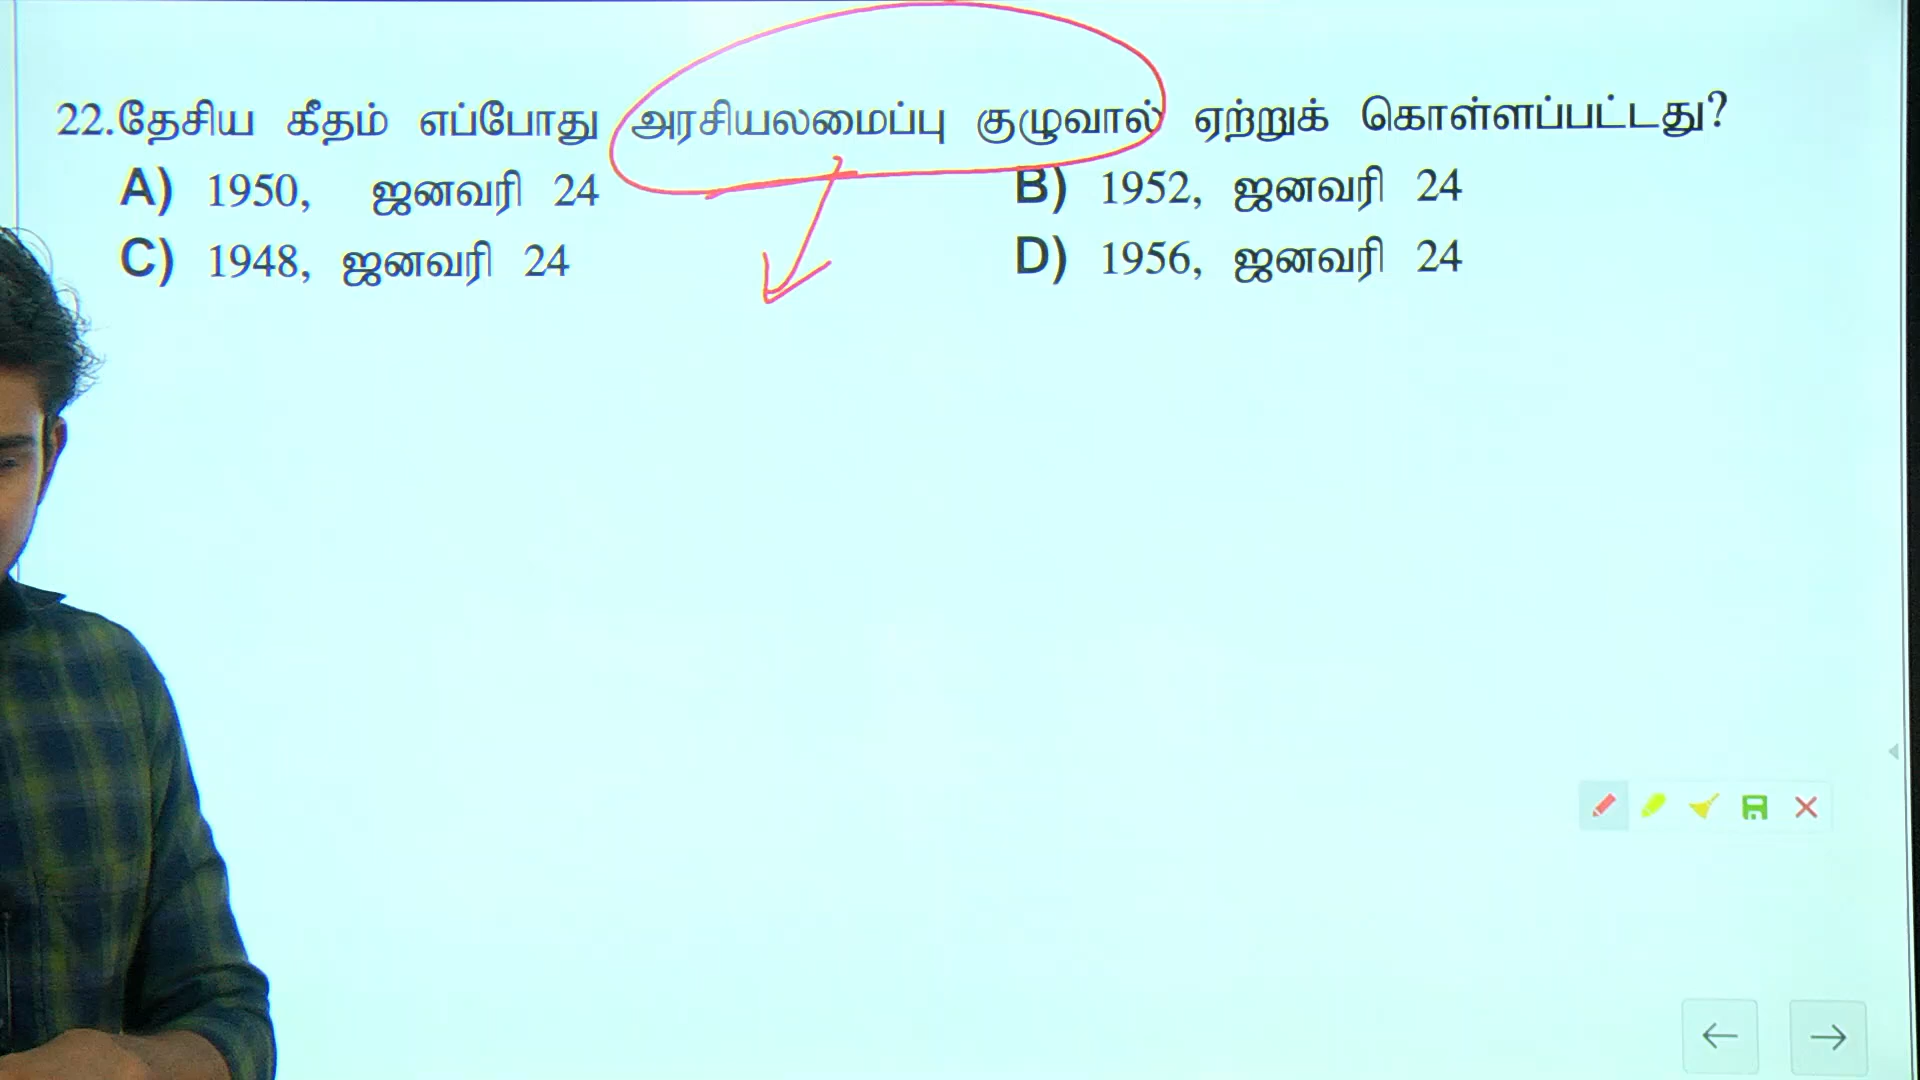 22.தேசிய கீதம் எப்போது அரசியலமைப்பு குழுவால் ஏற்றுக் கொள்ளப்பட்டது?
A) 1950, ஜனவரி 24 B) 1952, ஜனவரி 24
C) 1948, ஜனவரி 24 D) 1956, ஜனவரி 24